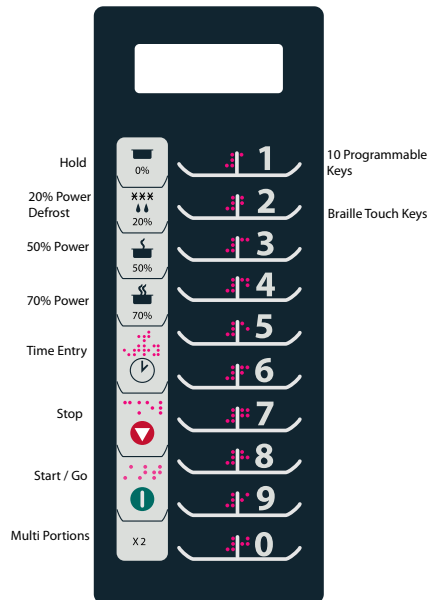 Hold
0%
20% Power
Defrost
20%
50% Power
50%
70% Power
70%
Time Entry
Stop
Start / Go
Multi Portions
X 2
1
2
3
4
5
6
7
8
9
0
10 Programmable
Keys
Braille Touch Keys